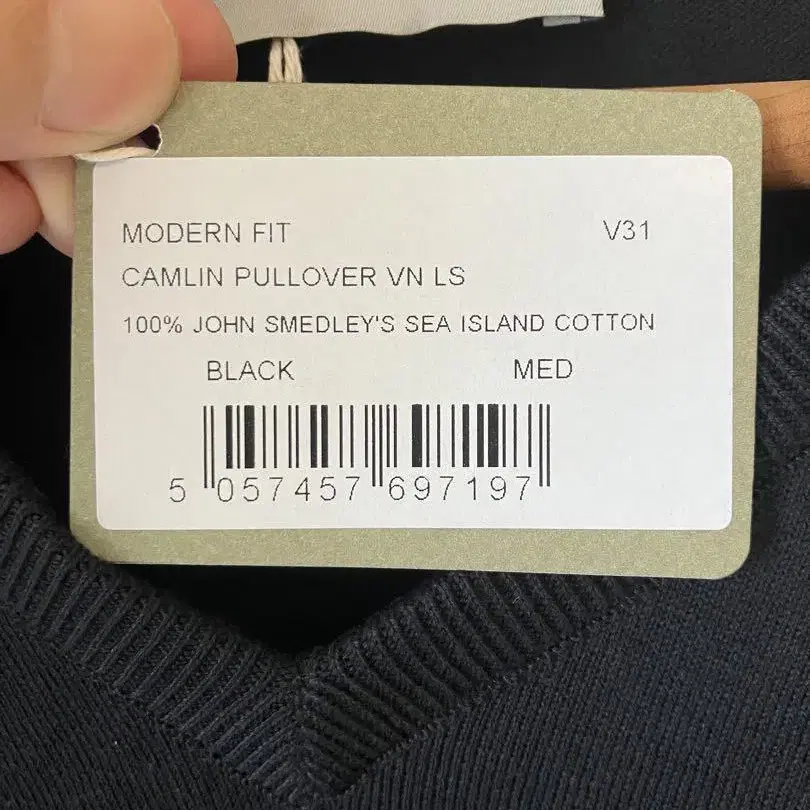 MODERN FIT V31
CAMLIN PULLOVER VN LS
100% JOHN SMEDLEY'S SEA ISLAND COTTON
BLACK MED
5 057457 697197